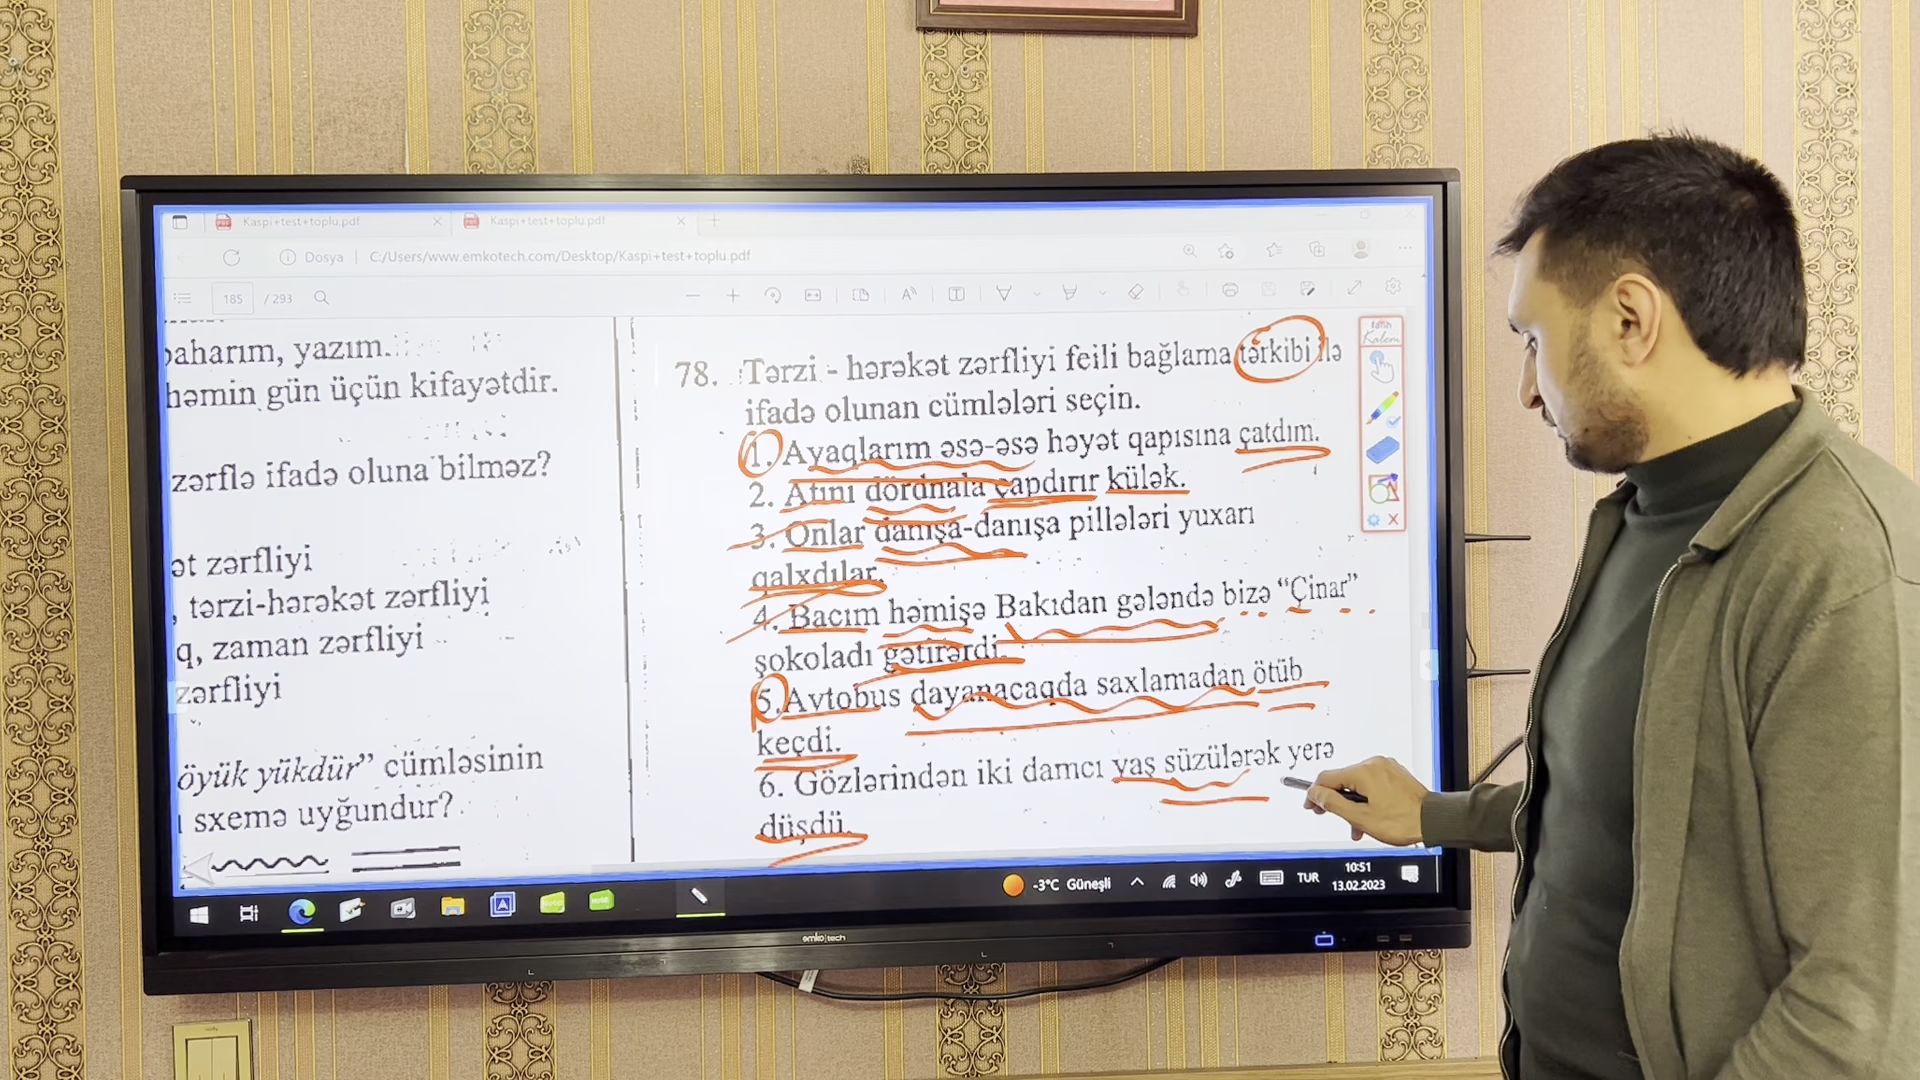 Kaspi+test+toplu.pdf
Kaspi+test+toplu.pdf
Dosya
C:/Users/www.emkotech.com/Desktop/Kaspi+test+toplu.pdf
185 / 293
baharım, yazım.
həmin gün üçün kifayətdir.
zərflə ifadə oluna bilməz?
ət zərfliyi
, tərzi-hərəkət zərfliyi
q, zaman zərfliyi
zərfliyi
öyük yükdür” cümləsinin
ı sxemə uyğundur?
78. Tərzi - hərəkət zərfliyi feili bağlama tərkibi ilə
ifadə olunan cümlələri seçin.
1. Ayaqlarım əsə-əsə həyət qapısına çatdım.
2. Atını dördnala çapdırır külək.
3. Onlar danışa-danışa pillələri yuxarı
qalxdılar.
4. Bacım həmişə Bakıdan gələndə bizə “Çinar”
şokoladı gətirərdi.
5.Avtobus dayanacaqda saxlamadan ötüb
keçdi.
6. Gözlərindən iki damcı yaş süzülərək yerə
düşdü.
Kalem
-3°C Güneşli
TUR
10:51
13.02.2023
emko tech